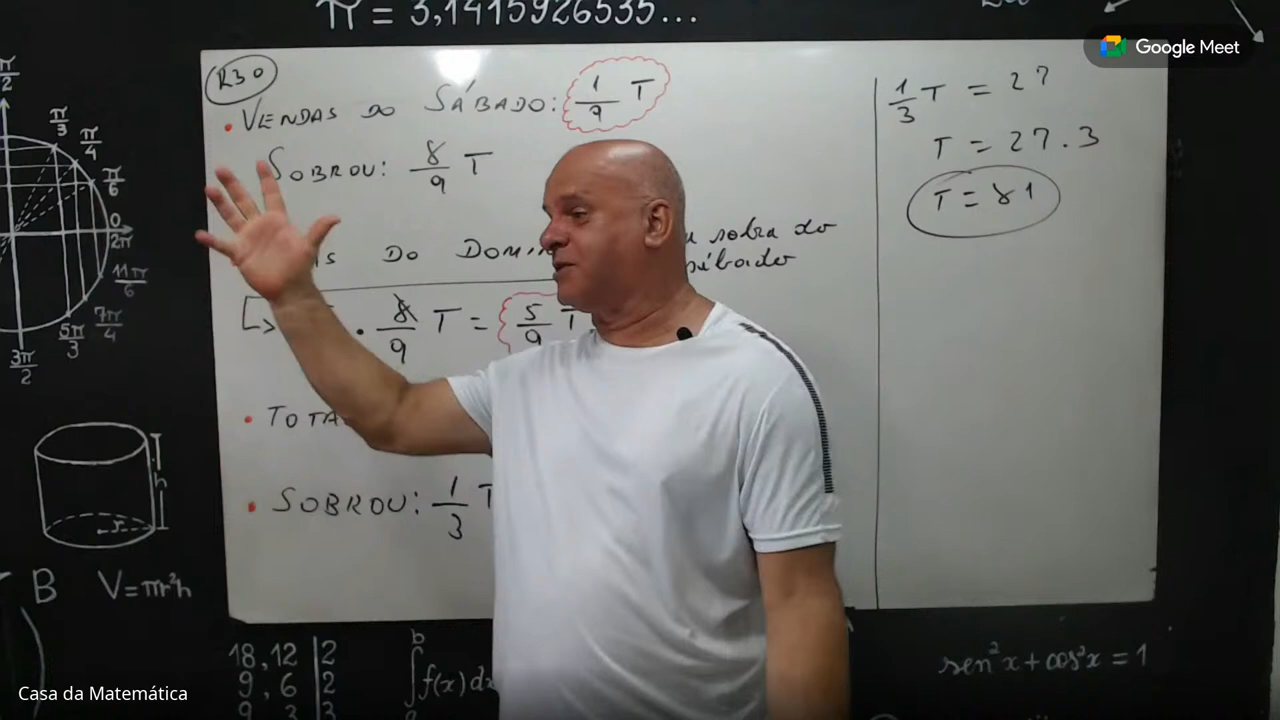 π = 3,1415926535...
Google Meet
R30
• VENDAS DO SÁBADO: 1/9 T
SOBROU: 8/9 T
DO
sobra do
sábado
. 8/9 T = 5/9 T
•
• SOBROU: 1/3 T
1/3 T = 27
T = 27.3
T = 81
π/2
π/3
π/4
π/6
0
2π
11π/6
7π/4
5π/3
3π/2
h
r
B V=πr²h
18,12 | 2
9, 6 | 2
9, 3 | 3
∫ b f(x)dx
sen²x+cos²x = 1
Casa da Matemática